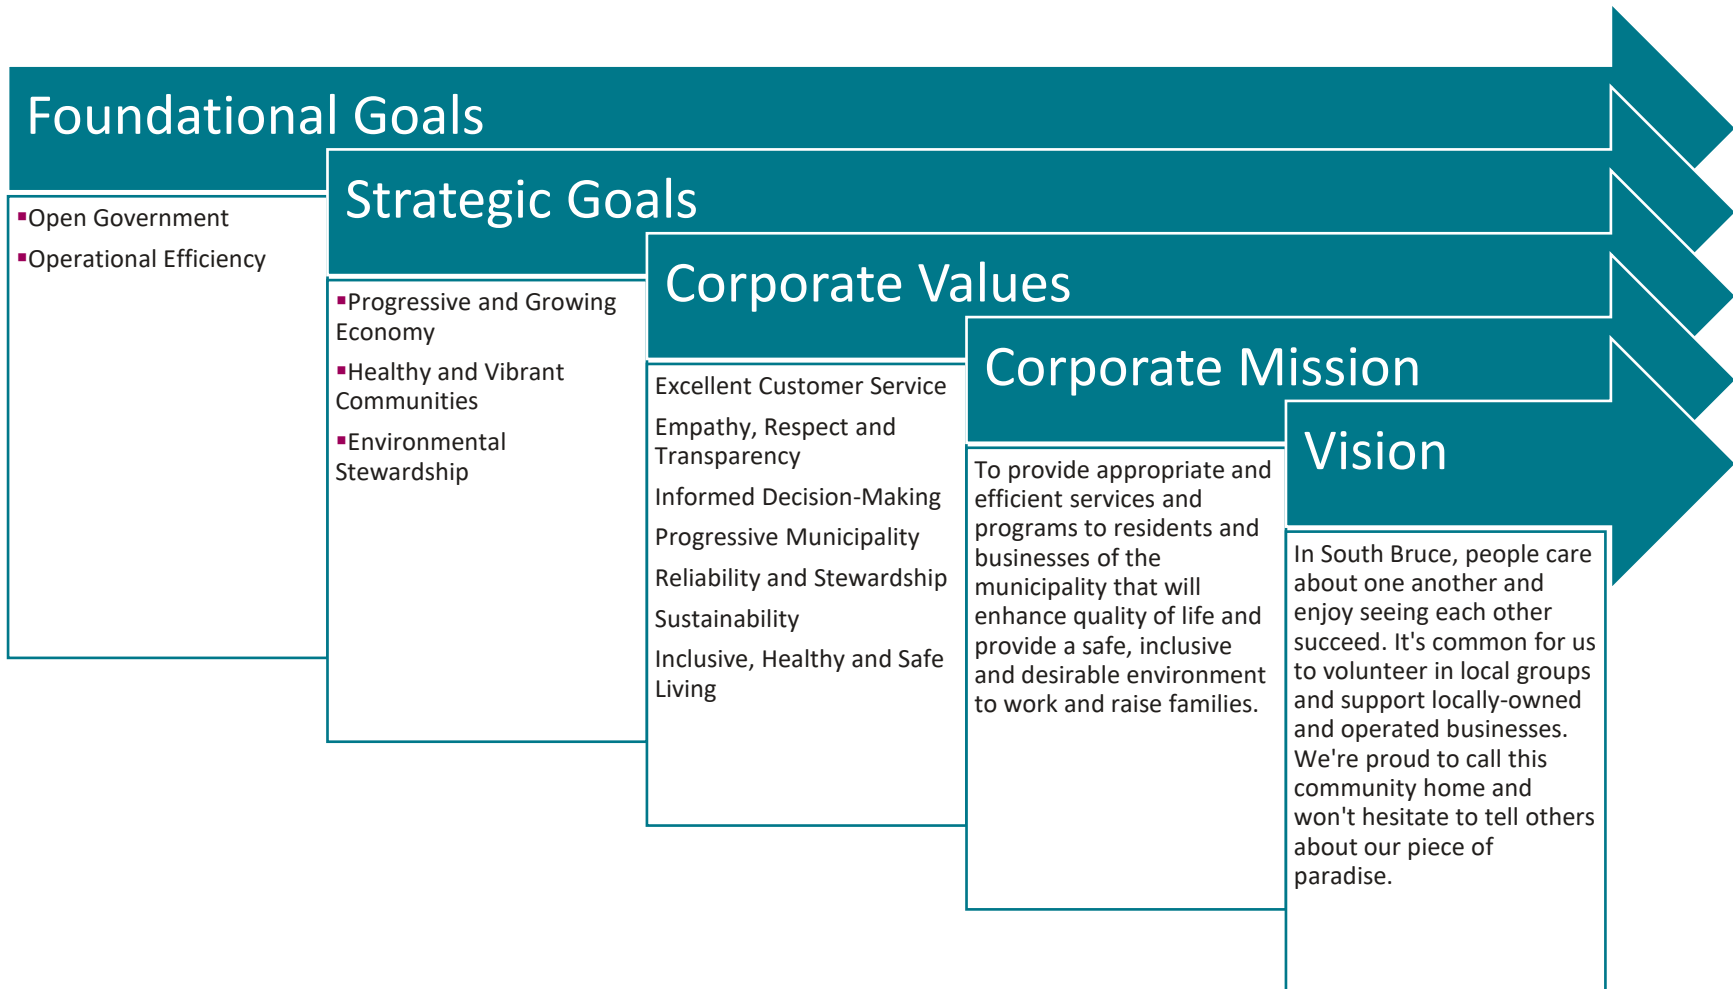 Foundational Goals
▪Open Government
▪Operational Efficiency
Strategic Goals
▪Progressive and Growing
Economy
▪Healthy and Vibrant
Communities
▪Environmental
Stewardship
Corporate Values
Excellent Customer Service
Empathy, Respect and
Transparency
Informed Decision-Making
Progressive Municipality
Reliability and Stewardship
Sustainability
Inclusive, Healthy and Safe
Living
Corporate Mission
To provide appropriate and
efficient services and
programs to residents and
businesses of the
municipality that will
enhance quality of life and
provide a safe, inclusive
and desirable environment
to work and raise families.
Vision
In South Bruce, people care
about one another and
enjoy seeing each other
succeed. It's common for us
to volunteer in local groups
and support locally-owned
and operated businesses.
We're proud to call this
community home and
won't hesitate to tell others
about our piece of
paradise.